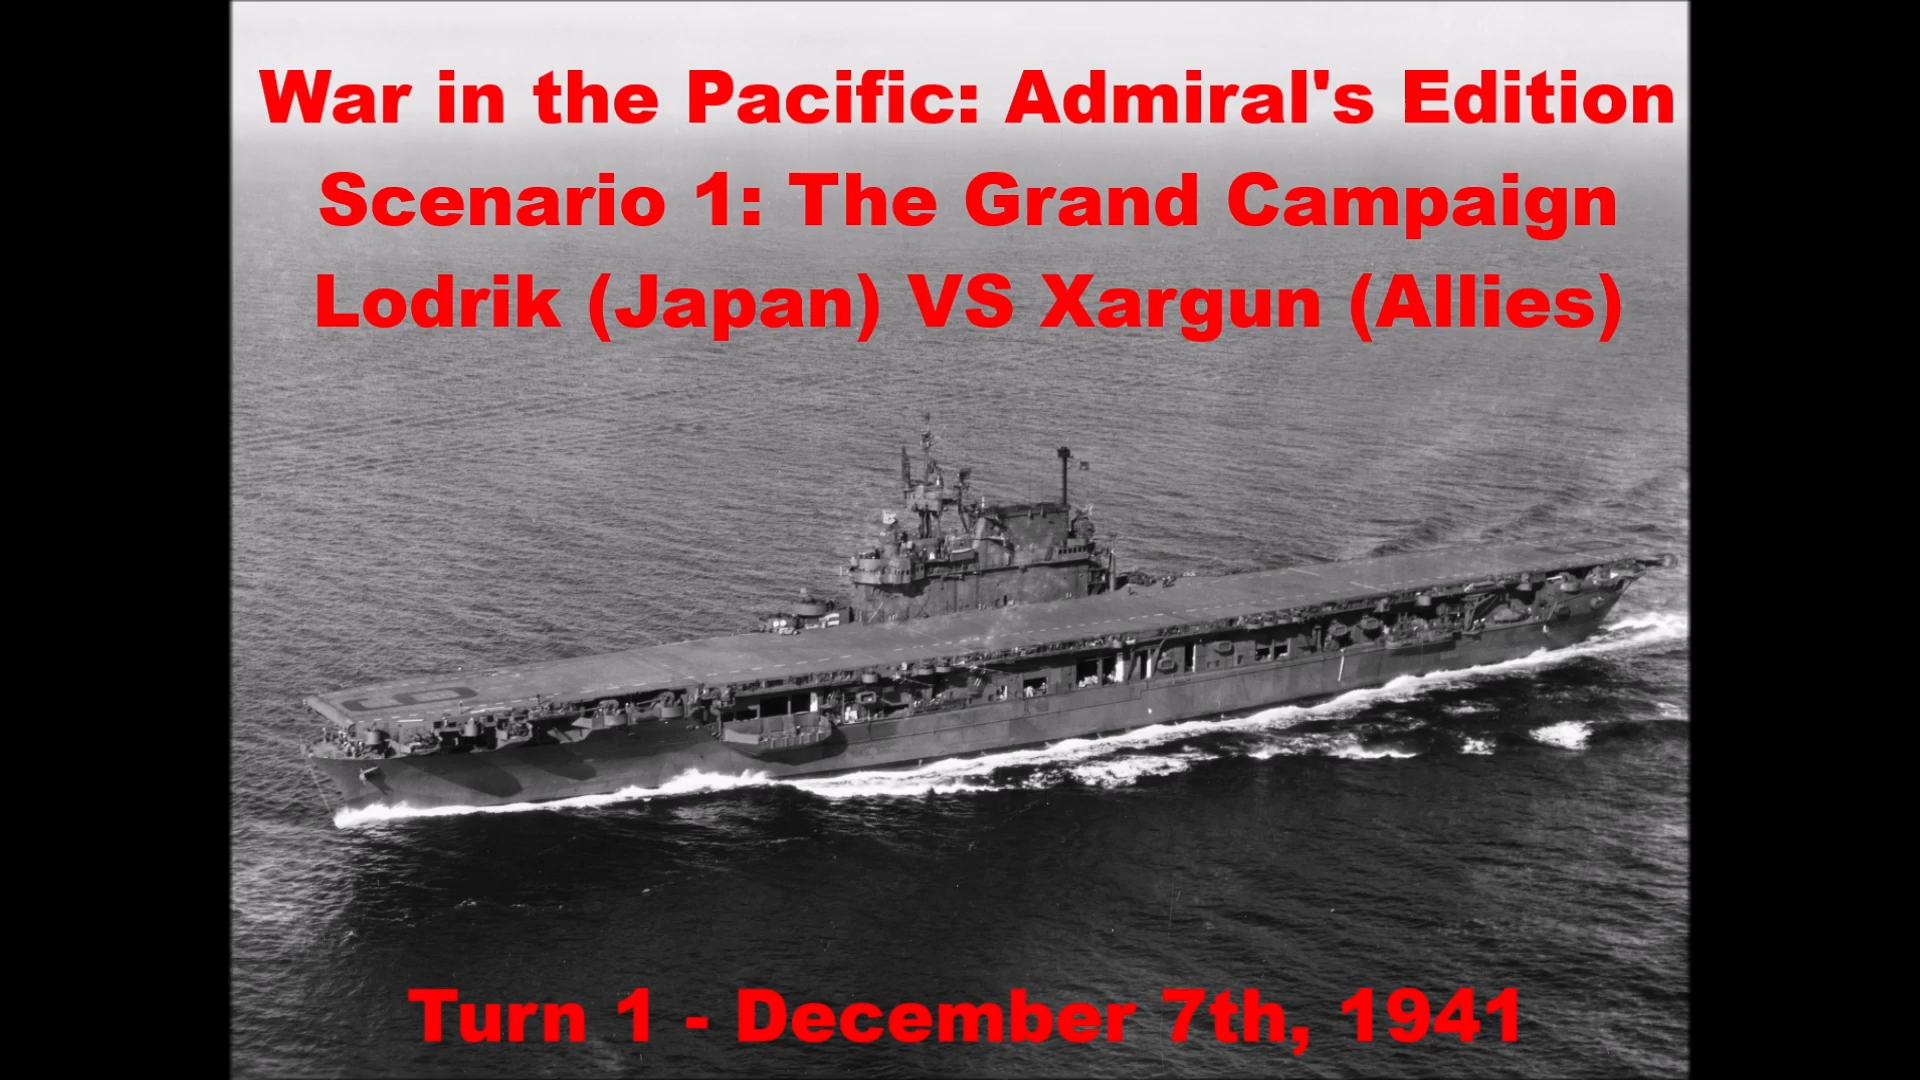 War in the Pacific: Admiral's Edition
Scenario 1: The Grand Campaign
Lodrik (Japan) VS Xargun (Allies)
Turn 1 - December 7th, 1941